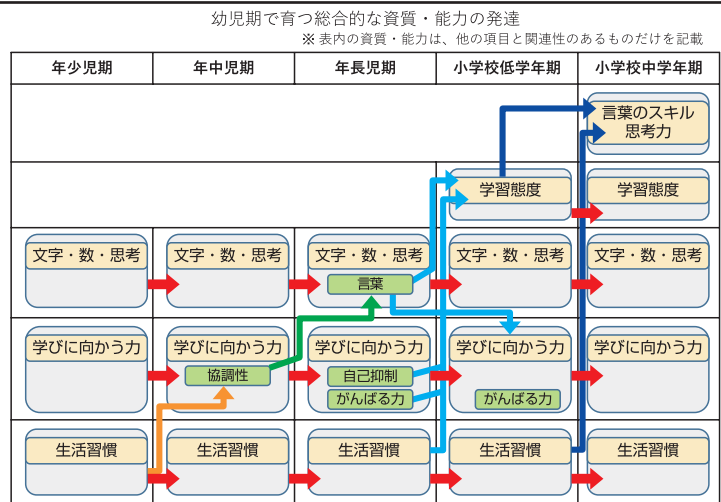 幼児期で育つ総合的な資質・能力の発達
※ 表内の資質・能力は、他の項目と関連性のあるものだけを記載
年少児期 年中児期 年長児期 小学校低学年期 小学校中学年期
言葉のスキル
思考力
学習態度 学習態度
文字・数・思考 文字・数・思考 文字・数・思考 文字・数・思考 文字・数・思考
言葉
学びに向かう力 学びに向かう力 学びに向かう力 学びに向かう力 学びに向かう力
協調性 自己抑制
がんばる力 がんばる力
生活習慣 生活習慣 生活習慣 生活習慣 生活習慣